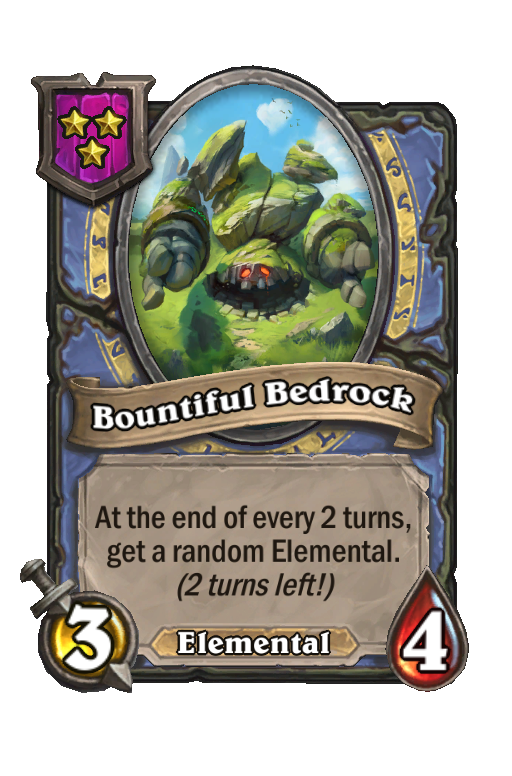 Bountiful Bedrock
At the end of every 2 turns,
get a random Elemental.
(2 turns left!)
3
Elemental
4